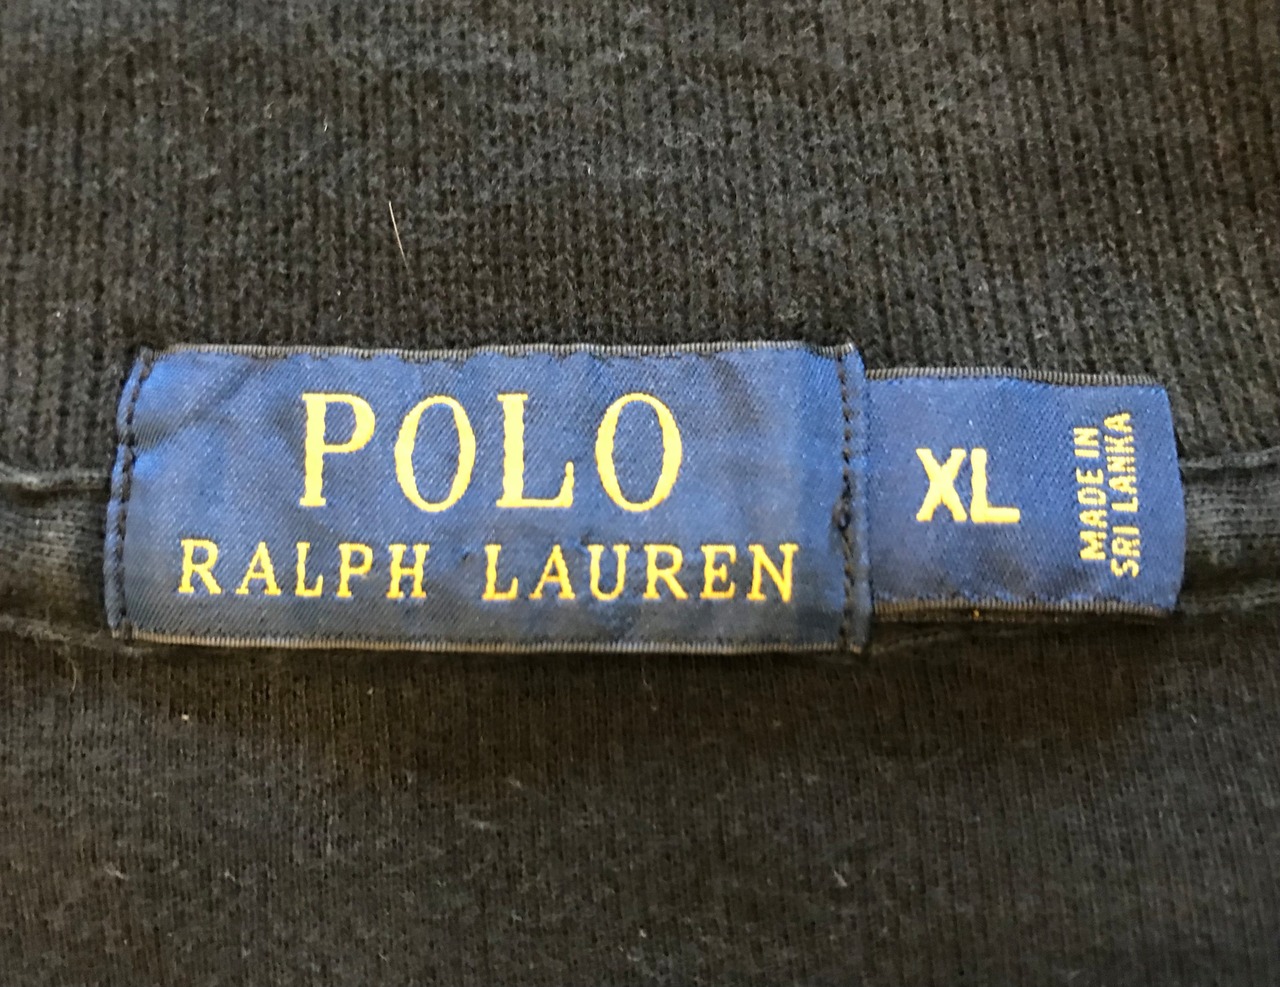 POLO
RALPH LAUREN
XL
MADE IN
SRI LANKA